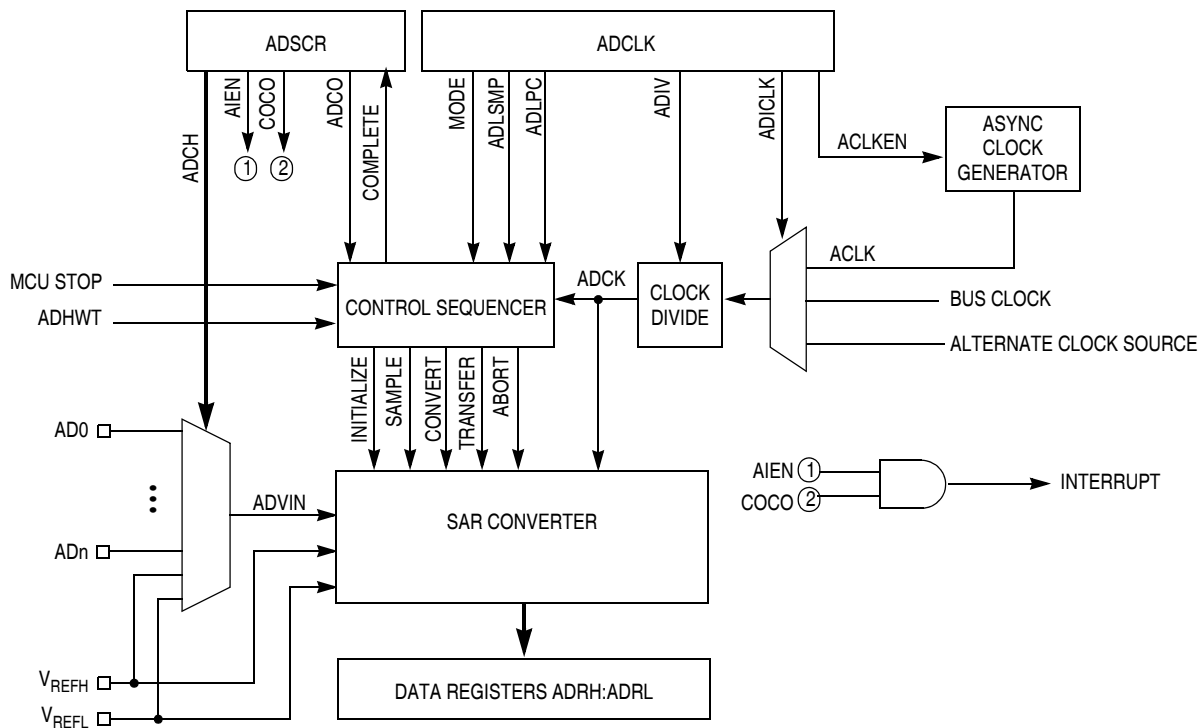 ADSCR
ADCLK
ADCH
AIEN
COCO
ADCO
COMPLETE
MODE
ADLSMP
ADLPC
ADIV
ADICLK
ACLKEN
ASYNC
CLOCK
GENERATOR
1
2
MCU STOP
ADHWT
CONTROL SEQUENCER
ADCK
CLOCK
DIVIDE
ACLK
BUS CLOCK
ALTERNATE CLOCK SOURCE
INITIALIZE
SAMPLE
CONVERT
TRANSFER
ABORT
AD0
•••
ADn
ADVIN
SAR CONVERTER
AIEN 1
COCO 2
INTERRUPT
VREFH
VREFL
DATA REGISTERS ADRH:ADRL